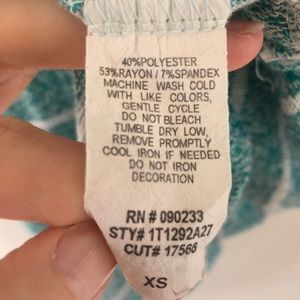 40%POLYESTER
53%RAYON/7%SPANDEX
MACHINE WASH COLD
WITH LIKE COLORS,
GENTLE CYCLE
DO NOT BLEACH
TUMBLE DRY LOW,
REMOVE PROMPTLY
COOL IRON IF NEEDED
DO NOT IRON
DECORATION
RN# 090233
STY# 1T1292A27
CUT# 17566
XS